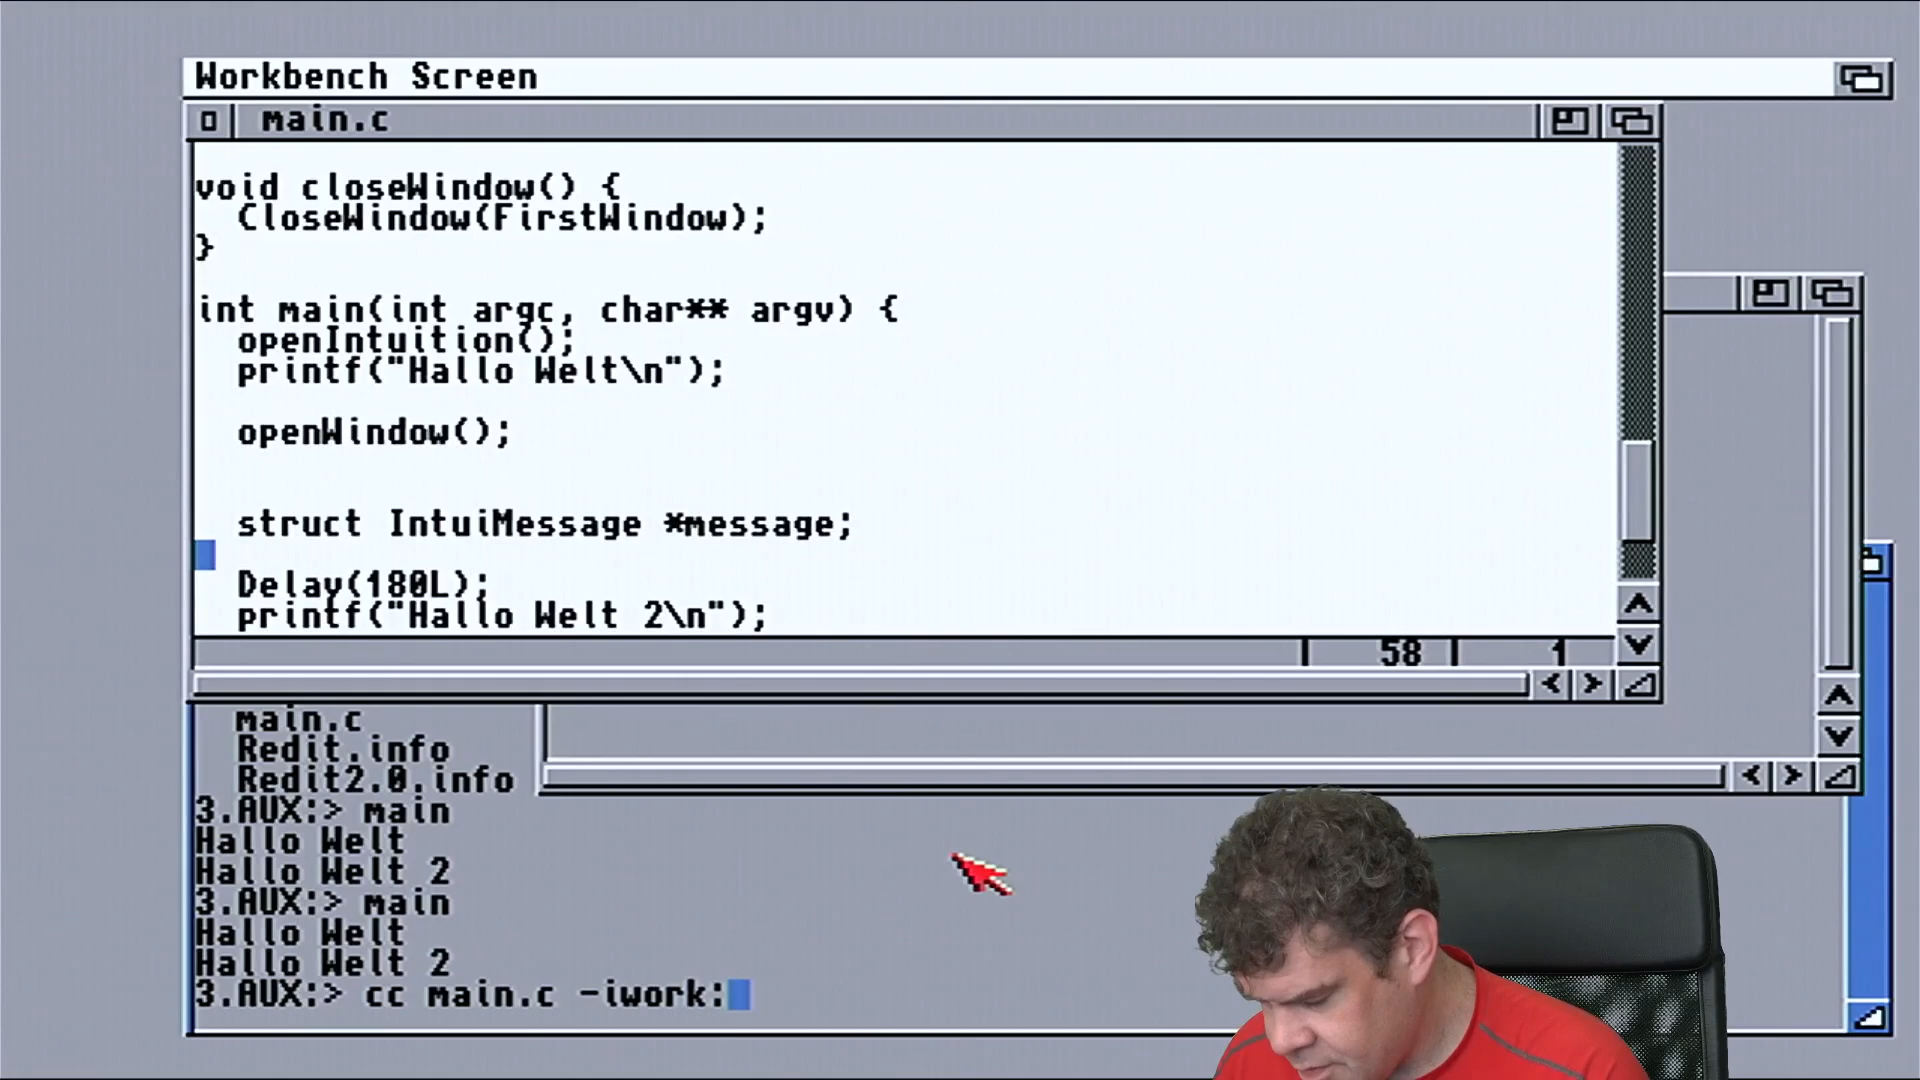 Workbench Screen
main.c
void closeWindow() {
CloseWindow(FirstWindow);
}
int main(int argc, char** argv) {
openIntuition();
printf("Hallo Welt\n");
openWindow();
struct IntuiMessage *message;
Delay(180L);
printf("Hallo Welt 2\n");
58 1
main.c
Redit.info
Redit2.0.info
3.AUX:> main
Hallo Welt
Hallo Welt 2
3.AUX:> main
Hallo Welt
Hallo Welt 2
3.AUX:> cc main.c -iwork: